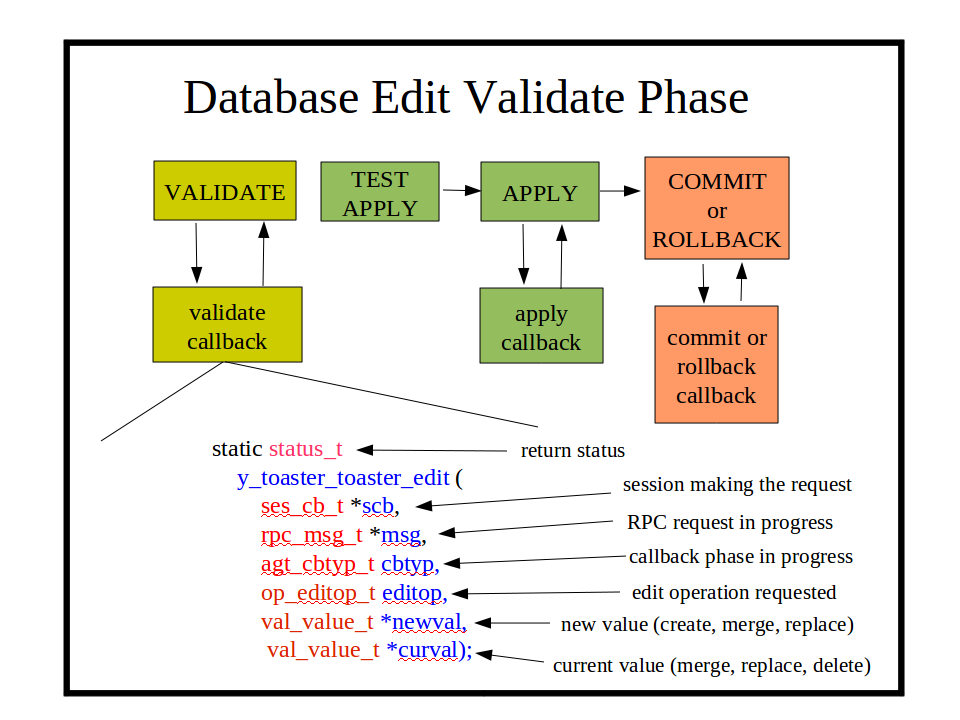 Database Edit Validate Phase
VALIDATE
TEST
APPLY
APPLY
COMMIT
or
ROLLBACK
validate
callback
apply
callback
commit or
rollback
callback
static status_t
return status
y_toaster_toaster_edit (
ses_cb_t *scb,
session making the request
rpc_msg_t *msg,
RPC request in progress
agt_cbtyp_t cbtyp,
callback phase in progress
op_editop_t editop,
edit operation requested
val_value_t *newval,
new value (create, merge, replace)
val_value_t *curval);
current value (merge, replace, delete)